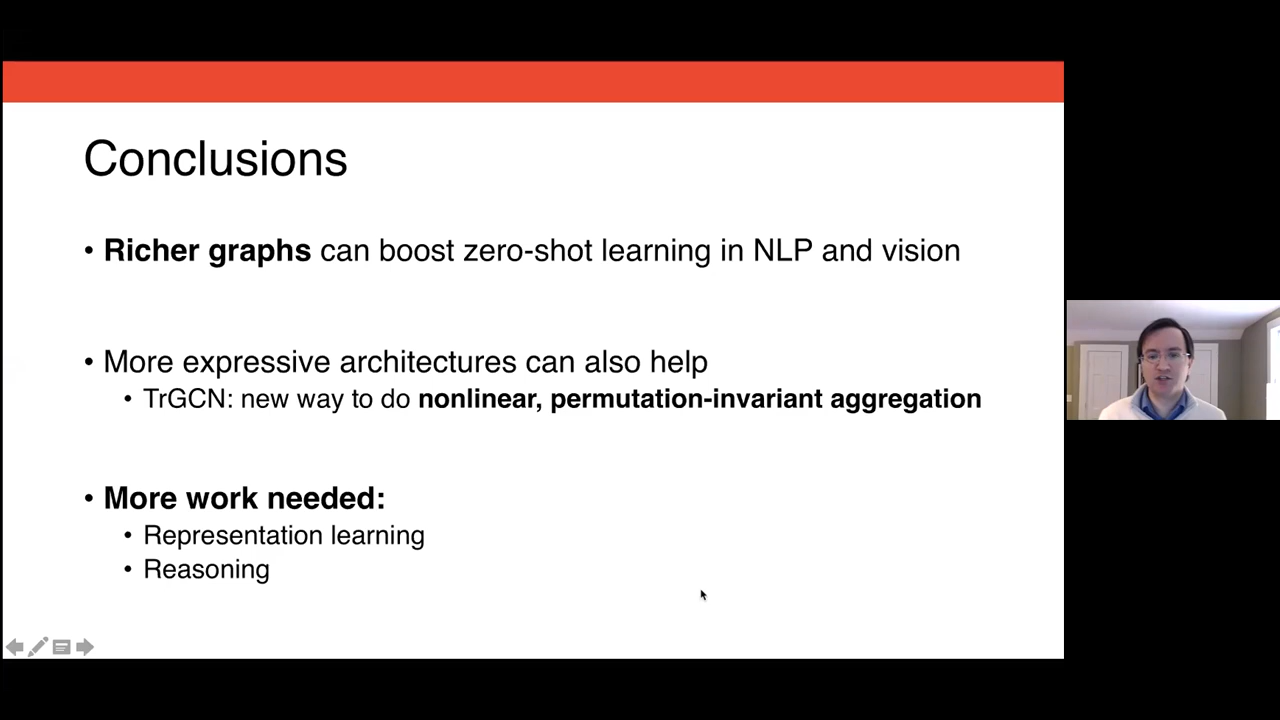 Conclusions
• Richer graphs can boost zero-shot learning in NLP and vision
• More expressive architectures can also help
• TrGCN: new way to do nonlinear, permutation-invariant aggregation
• More work needed:
• Representation learning
• Reasoning